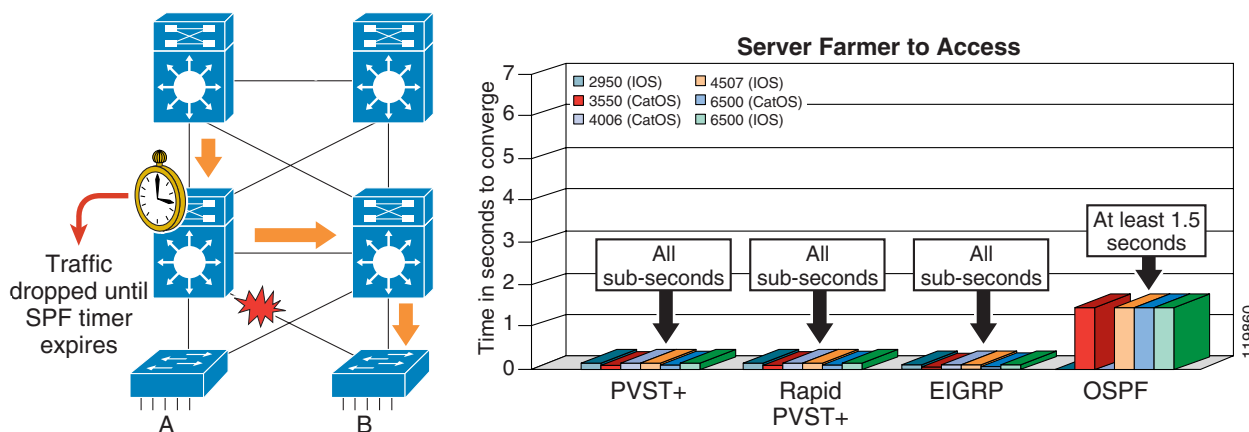 Traffic
dropped until
SPF timer
expires
A
B
Server Farmer to Access
Time in seconds to converge
7
6
5
4
3
2
1
0
2950 (IOS)
3550 (CatOS)
4006 (CatOS)
4507 (IOS)
6500 (CatOS)
6500 (IOS)
All
sub-seconds
All
sub-seconds
All
sub-seconds
At least 1.5
seconds
PVST+
Rapid
PVST+
EIGRP
OSPF
119860